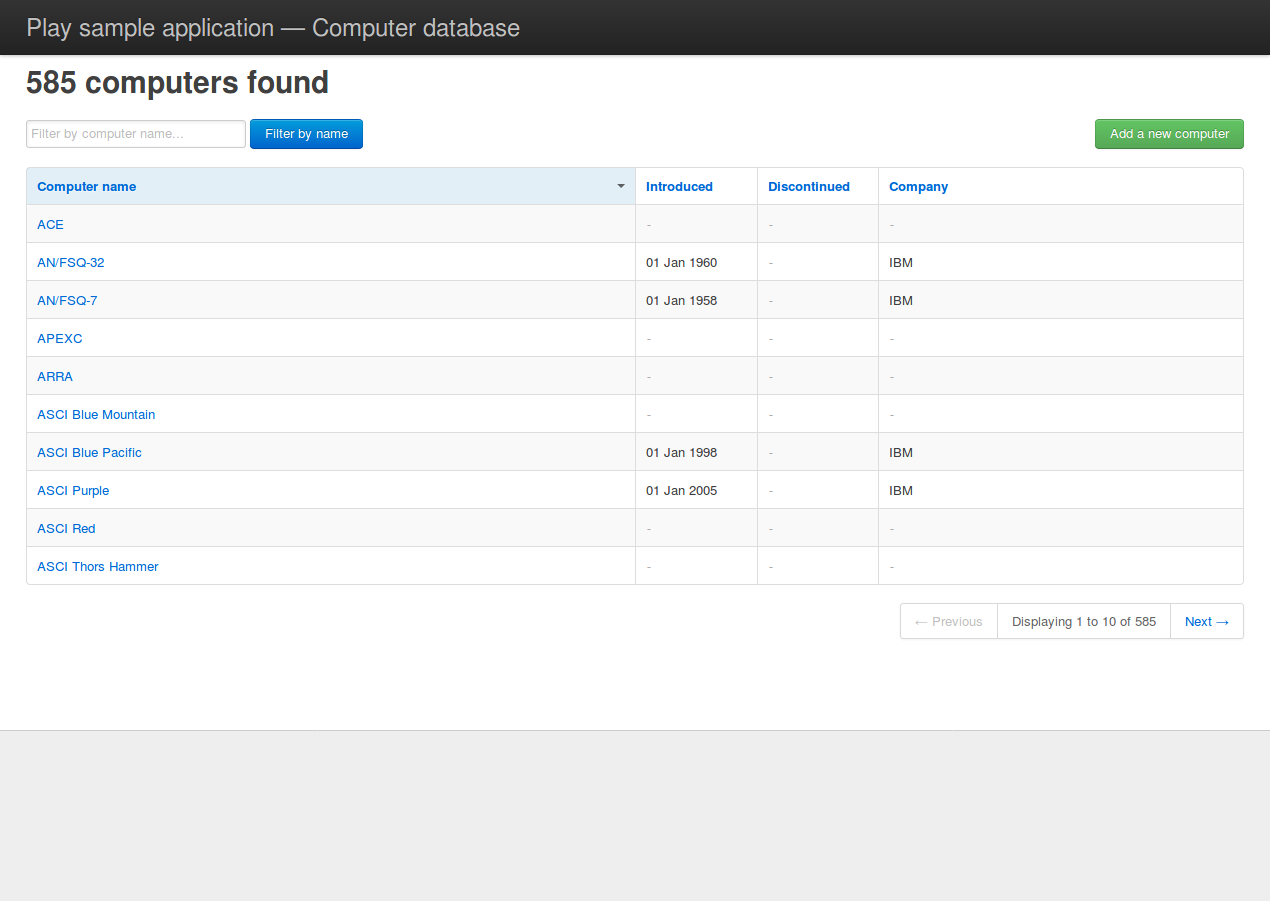 Play sample application — Computer database
585 computers found
Filter by computer name... Filter by name Add a new computer
Computer name Introduced Discontinued Company
ACE - - -
AN/FSQ-32 01 Jan 1960 - IBM
AN/FSQ-7 01 Jan 1958 - IBM
APEXC - - -
ARRA - - -
ASCI Blue Mountain - - -
ASCI Blue Pacific 01 Jan 1998 - IBM
ASCI Purple 01 Jan 2005 - IBM
ASCI Red - - -
ASCI Thors Hammer - - -
← Previous Displaying 1 to 10 of 585 Next →